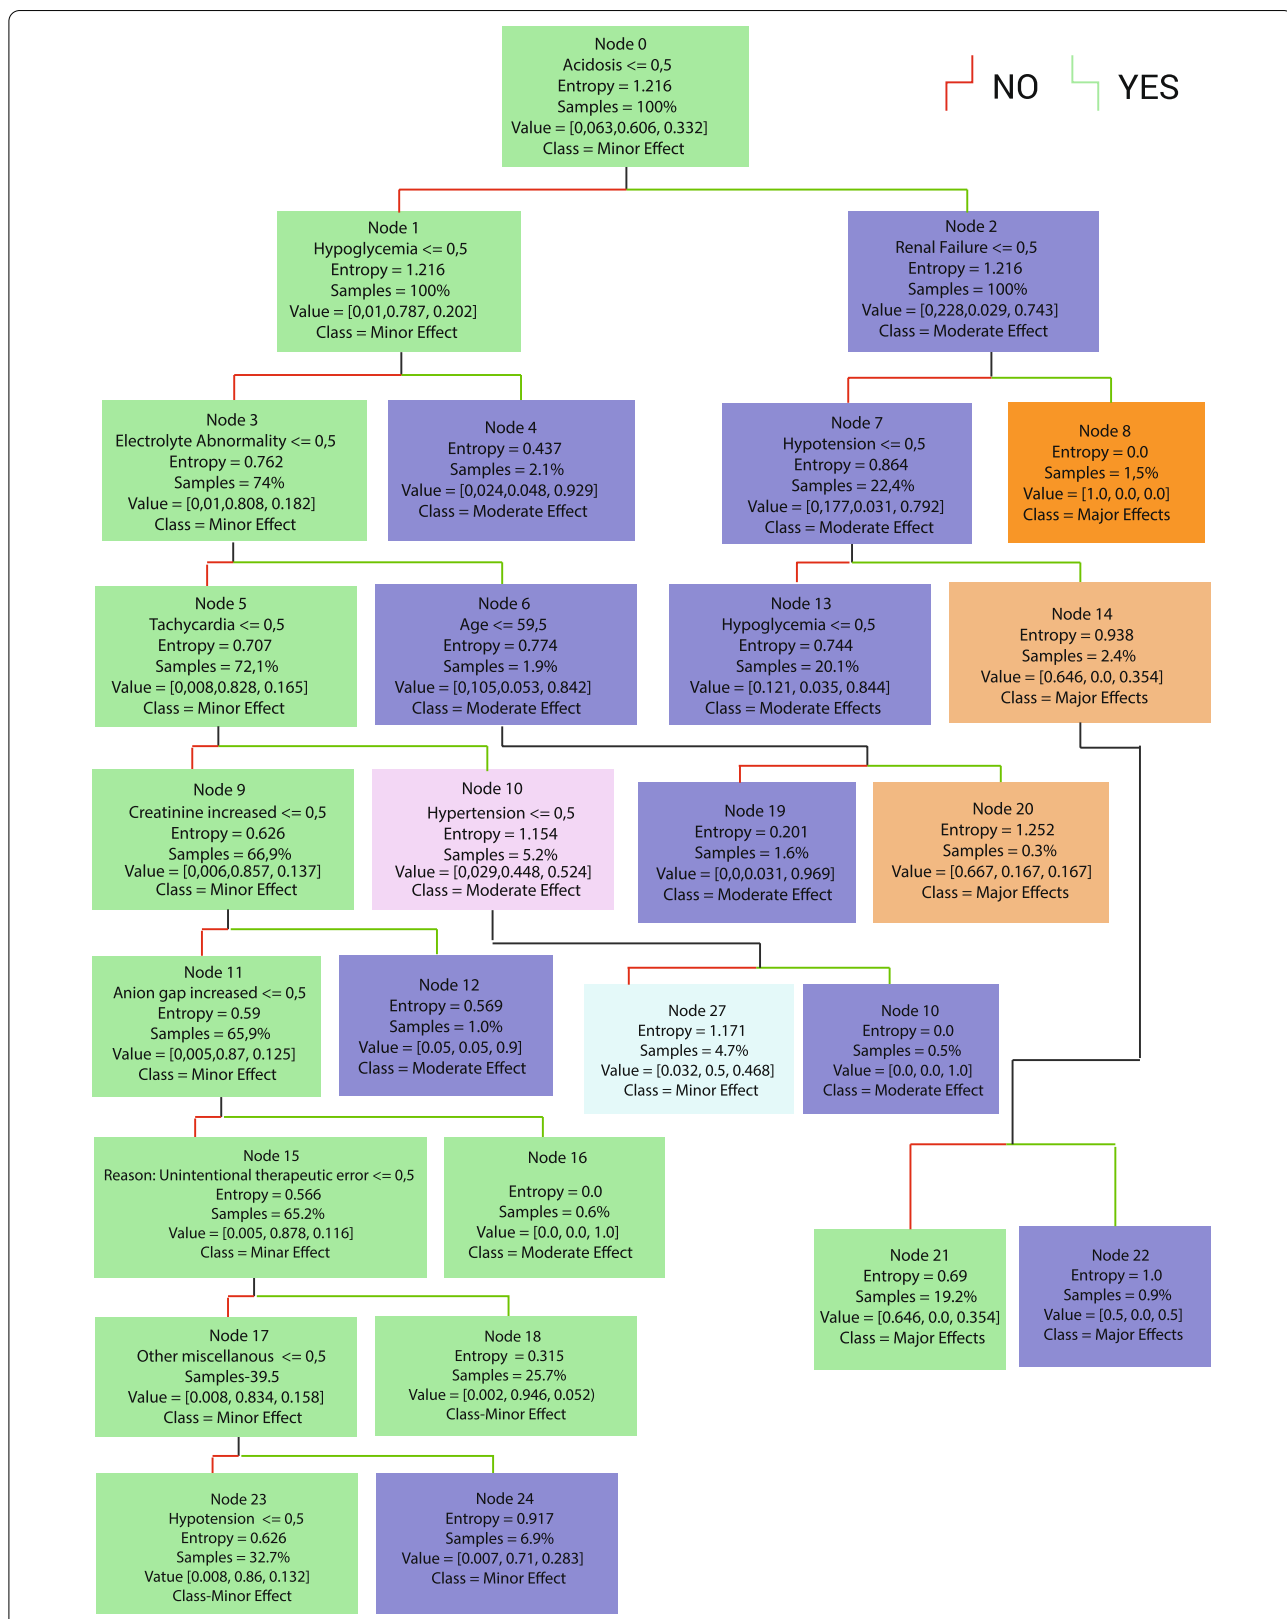 Node 0
Acidosis <= 0,5
Entropy = 1.216
Samples = 100%
Value = [0,063,0.606, 0.332]
Class = Minor Effect
NO
YES
Node 1
Hypoglycemia <= 0,5
Entropy = 1.216
Samples = 100%
Value = [0,01,0.787, 0.202]
Class = Minor Effect
Node 2
Renal Failure <= 0,5
Entropy = 1.216
Samples = 100%
Value = [0,228,0.029, 0.743]
Class = Moderate Effect
Node 3
Electrolyte Abnormality <= 0,5
Entropy = 0.762
Samples = 74%
Value = [0,01,0.808, 0.182]
Class = Minor Effect
Node 4
Entropy = 0.437
Samples = 2.1%
Value = [0,024,0.048, 0.929]
Class = Moderate Effect
Node 7
Hypotension <= 0,5
Entropy = 0.864
Samples = 22,4%
Value = [0,177,0.031, 0.792]
Class = Moderate Effect
Node 8
Entropy = 0.0
Samples = 1,5%
Value = [1.0, 0.0, 0.0]
Class = Major Effects
Node 5
Tachycardia <= 0,5
Entropy = 0.707
Samples = 72,1%
Value = [0,008,0.828, 0.165]
Class = Minor Effect
Node 6
Age <= 59,5
Entropy = 0.774
Samples = 1.9%
Value = [0,105,0.053, 0.842]
Class = Moderate Effect
Node 13
Hypoglycemia <= 0,5
Entropy = 0.744
Samples = 20.1%
Value = [0.121, 0.035, 0.844]
Class = Moderate Effects
Node 14
Entropy = 0.938
Samples = 2.4%
Value = [0.646, 0.0, 0.354]
Class = Major Effects
Node 9
Creatinine increased <= 0,5
Entropy = 0.626
Samples = 66,9%
Value = [0,006,0.857, 0.137]
Class = Minor Effect
Node 10
Hypertension <= 0,5
Entropy = 1.154
Samples = 5.2%
Value = [0,029,0.448, 0.524]
Class = Moderate Effect
Node 19
Entropy = 0.201
Samples = 1.6%
Value = [0,0,0.031, 0.969]
Class = Moderate Effect
Node 20
Entropy = 1.252
Samples = 0.3%
Value = [0.667, 0.167, 0.167]
Class = Major Effects
Node 11
Anion gap increased <= 0,5
Entropy = 0.59
Samples = 65,9%
Value = [0,005,0.87, 0.125]
Class = Minor Effect
Node 12
Entropy = 0.569
Samples = 1.0%
Value = [0.05, 0.05, 0.9]
Class = Moderate Effect
Node 27
Entropy = 1.171
Samples = 4.7%
Value = [0.032, 0.5, 0.468]
Class = Minor Effect
Node 10
Entropy = 0.0
Samples = 0.5%
Value = [0.0, 0.0, 1.0]
Class = Moderate Effect
Node 15
Reason: Unintentional therapeutic error <= 0,5
Entropy = 0.566
Samples = 65.2%
Value = [0.005, 0.878, 0.116]
Class = Minar Effect
Node 16
Entropy = 0.0
Samples = 0.6%
Value = [0.0, 0.0, 1.0]
Class = Moderate Effect
Node 21
Entropy = 0.69
Samples = 19.2%
Value = [0.646, 0.0, 0.354]
Class = Major Effects
Node 22
Entropy = 1.0
Samples = 0.9%
Value = [0.5, 0.0, 0.5]
Class = Major Effects
Node 17
Other miscellanous <= 0,5
Samples-39.5
Value = [0.008, 0.834, 0.158]
Class = Minor Effect
Node 18
Entropy = 0.315
Samples = 25.7%
Value = [0.002, 0.946, 0.052)
Class-Minor Effect
Node 23
Hypotension <= 0,5
Entropy = 0.626
Samples = 32.7%
Vatue [0.008, 0.86, 0.132]
Class-Minor Effect
Node 24
Entropy = 0.917
Samples = 6.9%
Value = [0.007, 0.71, 0.283]
Class = Minor Effect